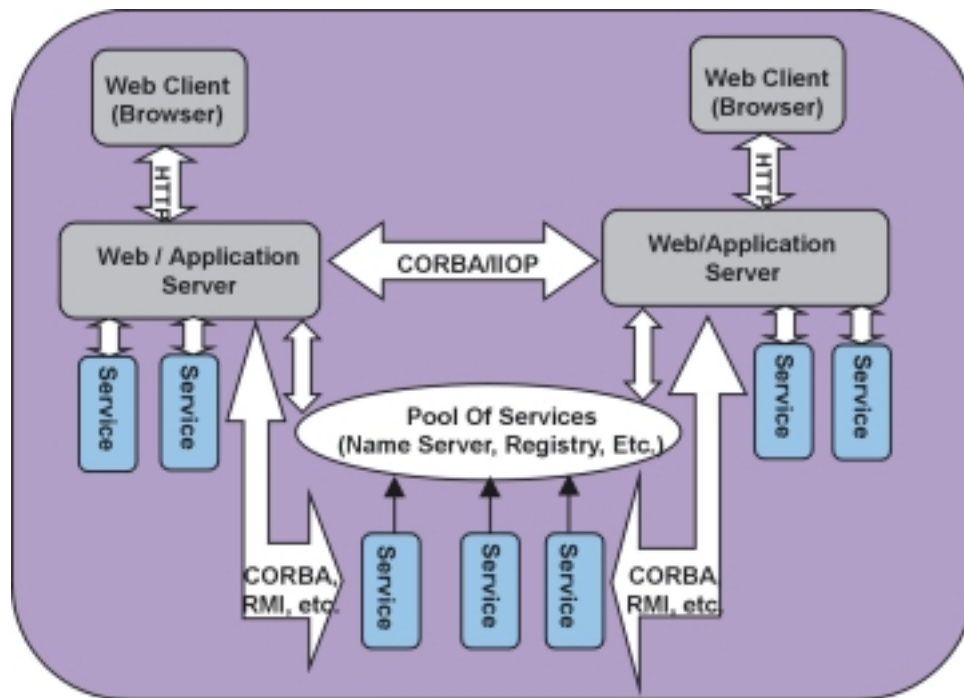 Web Client
(Browser)
Web Client
(Browser)
HTTP
HTTP
Web / Application
Server
CORBA/IIOP
Web/Application
Server
Service
Service
Service
Service
Pool Of Services
(Name Server, Registry, Etc.)
Service
Service
Service
CORBA,
RMI, etc.
CORBA,
RMI, etc.